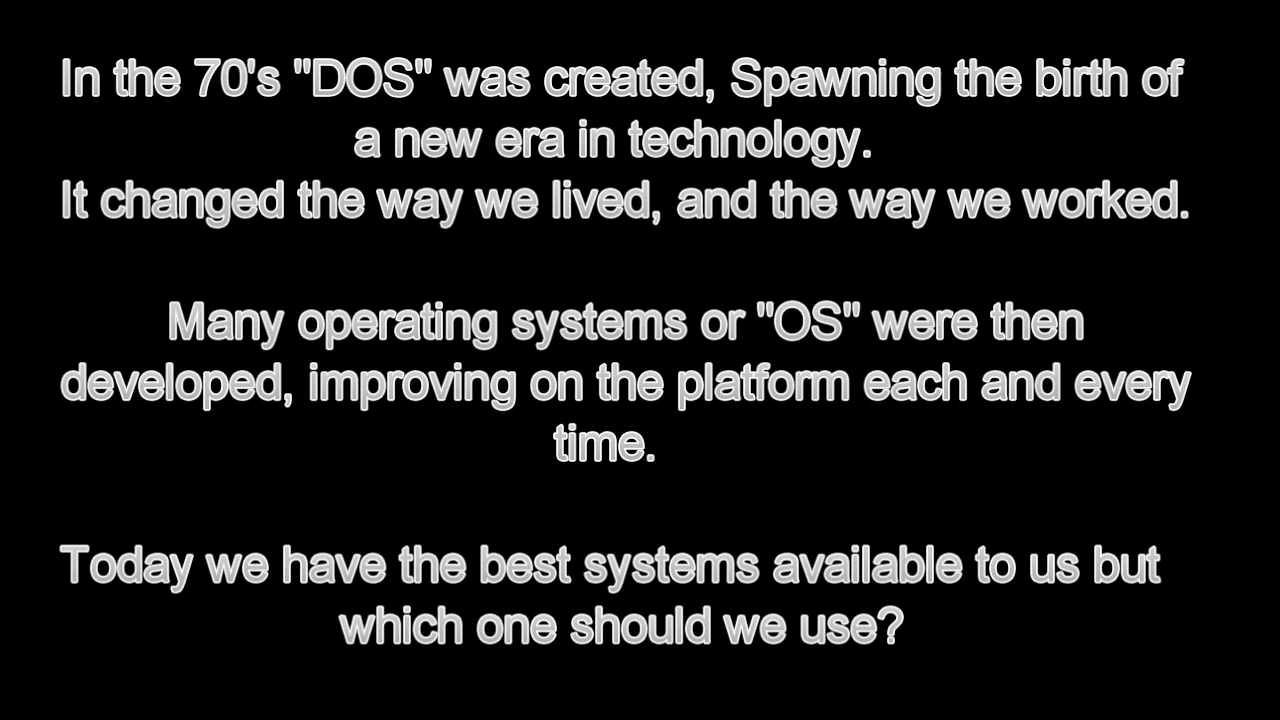 In the 70's "DOS" was created, Spawning the birth of
a new era in technology.
It changed the way we lived, and the way we worked.
Many operating systems or "OS" were then
developed, improving on the platform each and every
time.
Today we have the best systems available to us but
which one should we use?